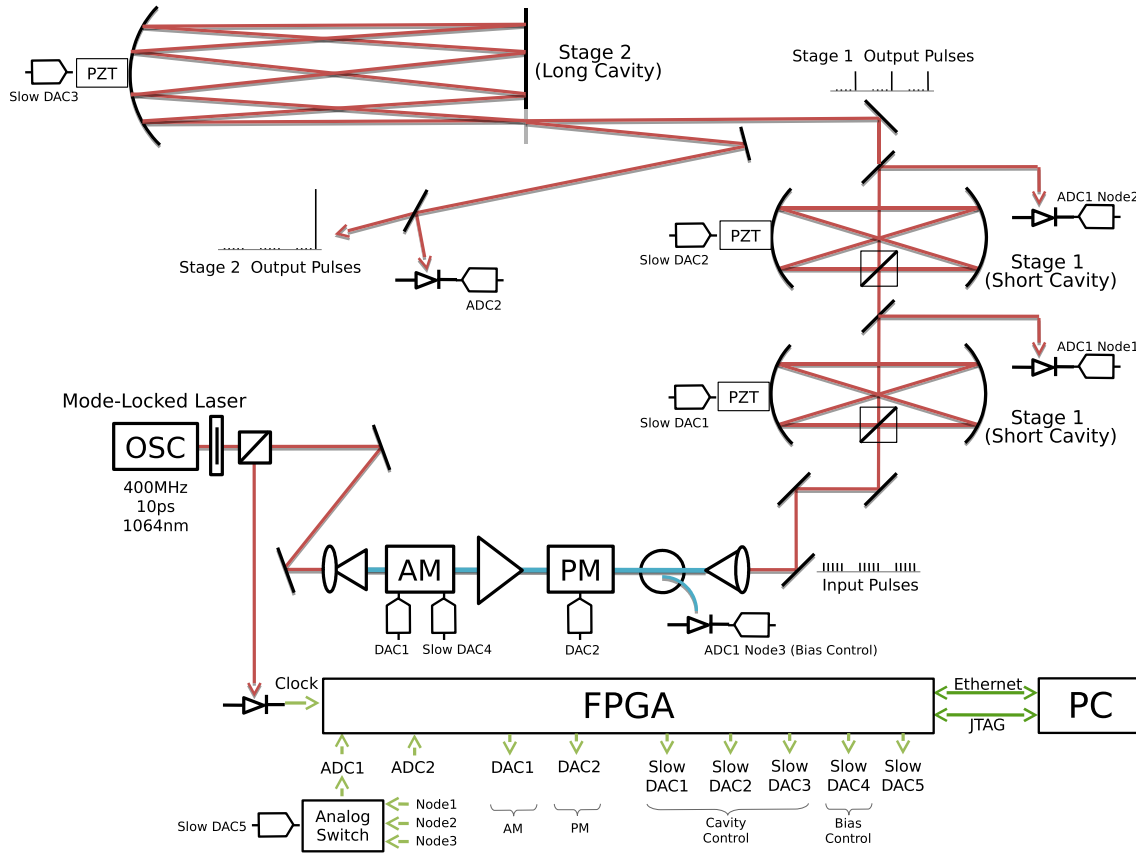 Stage 2
(Long Cavity)
Stage 1 Output Pulses
PZT
Slow DAC3
ADC1 Node2
PZT
Slow DAC2
Stage 1
(Short Cavity)
Stage 2 Output Pulses
ADC2
ADC1 Node1
PZT
Slow DAC1
Stage 1
(Short Cavity)
Mode-Locked Laser
OSC
400MHz
10ps
1064nm
AM
PM
Input Pulses
DAC1
Slow DAC4
DAC2
ADC1 Node3 (Bias Control)
Clock
FPGA
Ethernet
JTAG
PC
ADC1
ADC2
DAC1
DAC2
Slow
DAC1
Slow
DAC2
Slow
DAC3
Slow
DAC4
Slow
DAC5
Slow DAC5
Analog
Switch
Node1
Node2
Node3
AM
PM
Cavity
Control
Bias
Control